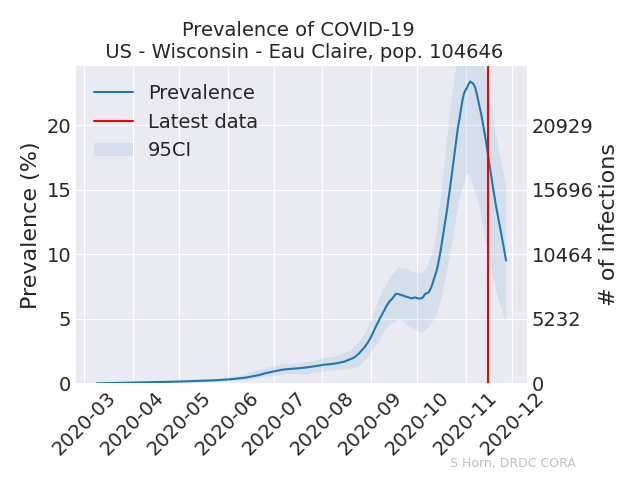 Prevalence of COVID-19
US - Wisconsin - Eau Claire, pop. 104646
Prevalence
Latest data
95CI
Prevalence (%)
20
15
10
5
0
20929
15696
10464
5232
0
# of infections
2020-03
2020-04
2020-05
2020-06
2020-07
2020-08
2020-09
2020-10
2020-11
2020-12
S Horn, DRDC CORA